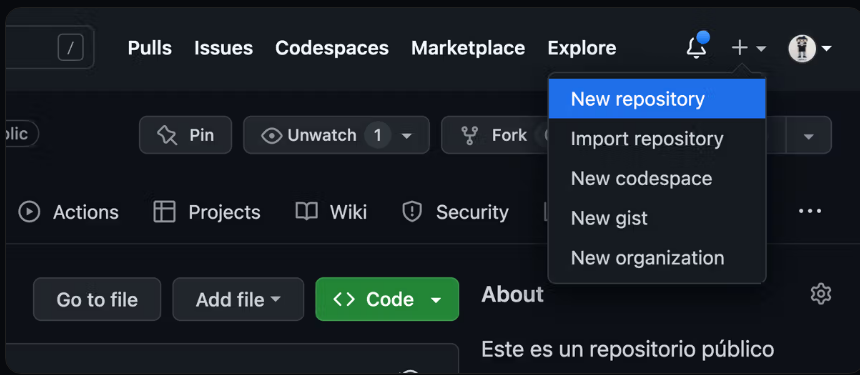 / Pulls Issues Codespaces Marketplace Explore
New repository
Import repository
New codespace
New gist
New organization
Pin Unwatch 1 Fork
Actions Projects Wiki Security
Go to file Add file Code About
Este es un repositorio público